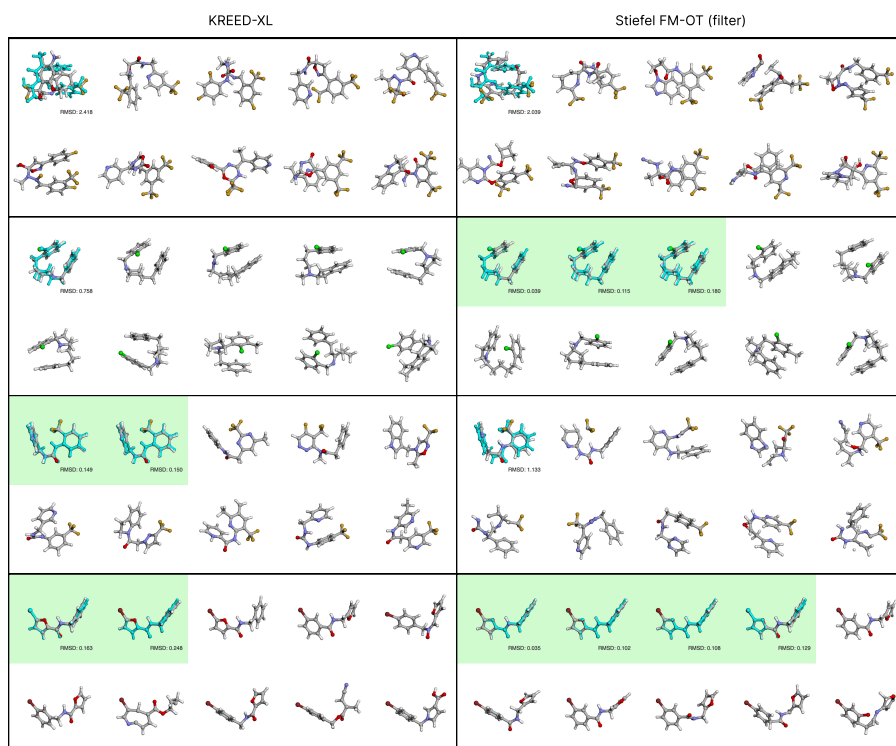 KREED-XL
Stiefel FM-OT (filter)
RMSD: 2.418
RMSD: 2.039
RMSD: 0.758
RMSD: 0.039
RMSD: 0.115
RMSD: 0.180
RMSD: 0.149
RMSD: 0.150
RMSD: 1.133
RMSD: 0.163
RMSD: 0.248
RMSD: 0.035
RMSD: 0.102
RMSD: 0.108
RMSD: 0.129